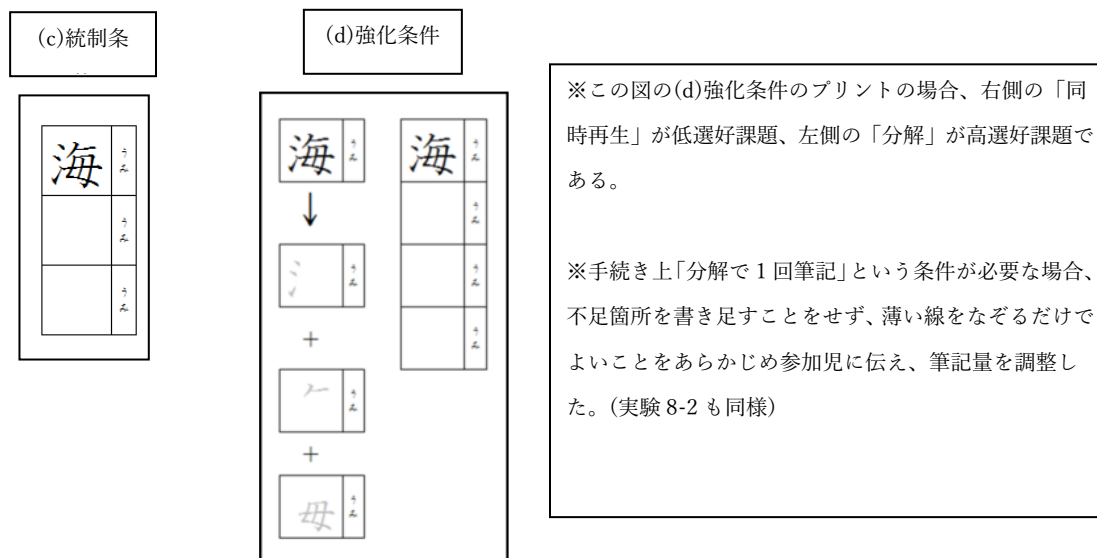 (c)統制条
(d)強化条件
海 うみ
うみ
うみ
海 うみ
↓
氵 うみ
+
𠂉 うみ
+
毋 うみ
海 うみ
うみ
うみ
うみ
※この図の(d)強化条件のプリントの場合、右側の「同
時再生」が低選好課題、左側の「分解」が高選好課題で
ある。
※手続き上「分解で 1 回筆記」という条件が必要な場合、
不足箇所を書き足すことをせず、薄い線をなぞるだけで
よいことをあらかじめ参加児に伝え、筆記量を調整し
た。(実験 8-2 も同様)